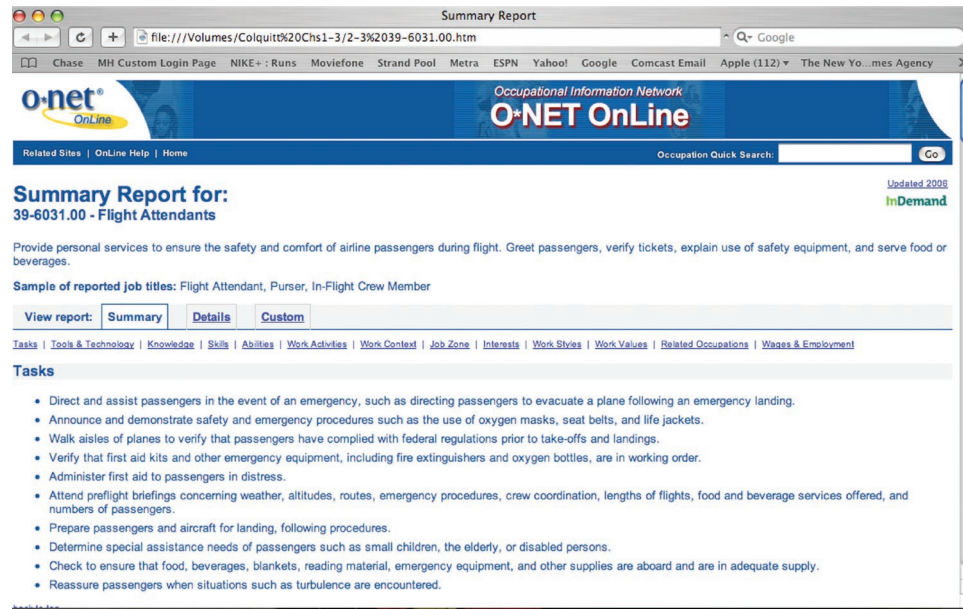 Summary Report
file:///Volumes/Colquitt%20Chs1-3/2-3%2039-6031.00.htm
Google
Chase MH Custom Login Page NIKE+ : Runs Moviefone Strand Pool Metra ESPN Yahoo! Google Comcast Email Apple (112) ▾ The New Yo...mes Agency
o*net®
OnLine
Occupational Information Network
O*NET OnLine
Related Sites | OnLine Help | Home
Occupation Quick Search:
Go
Summary Report for:
39-6031.00 - Flight Attendants
Updated 2006
InDemand
Provide personal services to ensure the safety and comfort of airline passengers during flight. Greet passengers, verify tickets, explain use of safety equipment, and serve food or
beverages.
Sample of reported job titles: Flight Attendant, Purser, In-Flight Crew Member
View report: Summary Details Custom
Tasks | Tools & Technology | Knowledge | Skills | Abilities | Work Activities | Work Context | Job Zone | Interests | Work Styles | Work Values | Related Occupations | Wages & Employment
Tasks
• Direct and assist passengers in the event of an emergency, such as directing passengers to evacuate a plane following an emergency landing.
• Announce and demonstrate safety and emergency procedures such as the use of oxygen masks, seat belts, and life jackets.
• Walk aisles of planes to verify that passengers have complied with federal regulations prior to take-offs and landings.
• Verify that first aid kits and other emergency equipment, including fire extinguishers and oxygen bottles, are in working order.
• Administer first aid to passengers in distress.
• Attend preflight briefings concerning weather, altitudes, routes, emergency procedures, crew coordination, lengths of flights, food and beverage services offered, and
numbers of passengers.
• Prepare passengers and aircraft for landing, following procedures.
• Determine special assistance needs of passengers such as small children, the elderly, or disabled persons.
• Check to ensure that food, beverages, blankets, reading material, emergency equipment, and other supplies are aboard and are in adequate supply.
• Reassure passengers when situations such as turbulence are encountered.